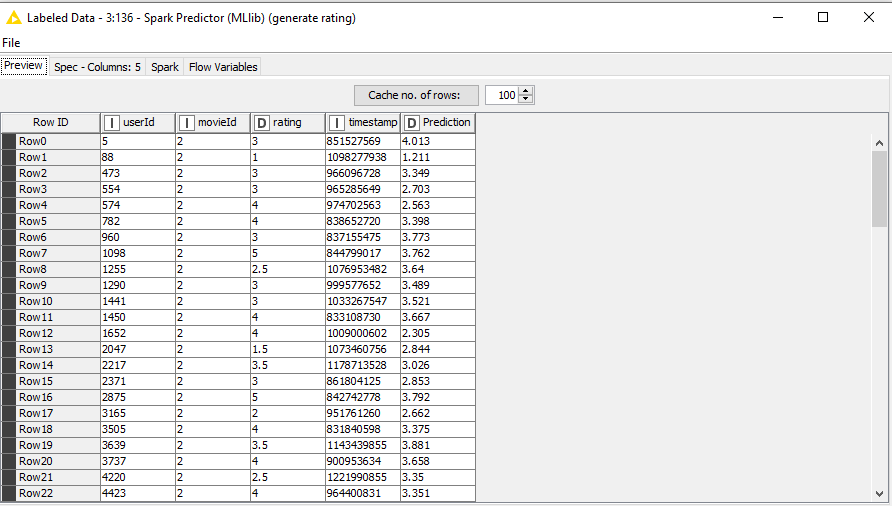 Labeled Data - 3:136 - Spark Predictor (MLlib) (generate rating)
File
Preview Spec - Columns: 5 Spark Flow Variables
Cache no. of rows: 100
Row ID I userId I movieId D rating I timestamp D Prediction
Row0 5 2 3 851527569 4.013
Row1 88 2 1 1098277938 1.211
Row2 473 2 3 966096728 3.349
Row3 554 2 3 965285649 2.703
Row4 574 2 4 974702563 2.563
Row5 782 2 4 838652720 3.398
Row6 960 2 3 837155475 3.773
Row7 1098 2 5 844799017 3.762
Row8 1255 2 2.5 1076953482 3.64
Row9 1290 2 3 999577652 3.489
Row10 1441 2 3 1033267547 3.521
Row11 1450 2 4 833108730 3.667
Row12 1652 2 4 1009000602 2.305
Row13 2047 2 1.5 1073460756 2.844
Row14 2217 2 3.5 1178713528 3.026
Row15 2371 2 3 861804125 2.853
Row16 2875 2 5 842742778 3.792
Row17 3165 2 2 951761260 2.662
Row18 3505 2 4 831840598 3.375
Row19 3639 2 3.5 1143439855 3.881
Row20 3737 2 4 900953634 3.658
Row21 4220 2 2.5 1221990855 3.35
Row22 4423 2 4 964400831 3.351